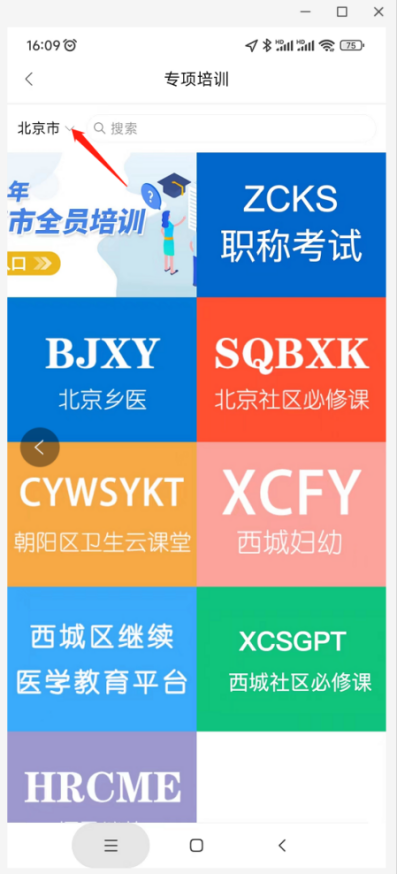 16:09
75
专项培训
北京市
搜索
年
市全员培训
口
ZCKS
职称考试
BJXY
北京乡医
SQBXK
北京社区必修课
CYWSYKT
朝阳区卫生云课堂
XCFY
西城妇幼
西城区继续
医学教育平台
XCSGPT
西城社区必修课
HRCME